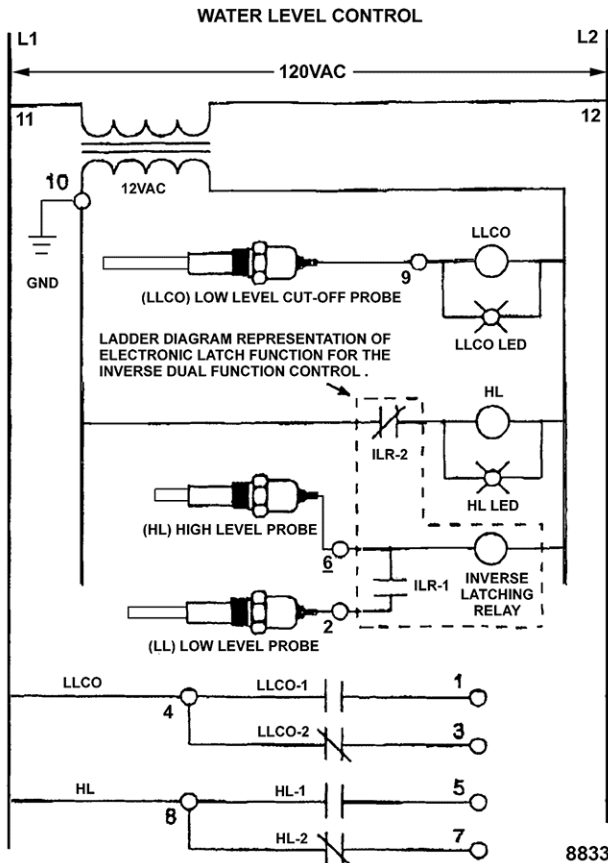 WATER LEVEL CONTROL
L1
L2
120VAC
11
12
10
12VAC
GND
LLCO
9
(LLCO) LOW LEVEL CUT-OFF PROBE
LLCO LED
LADDER DIAGRAM REPRESENTATION OF
ELECTRONIC LATCH FUNCTION FOR THE
INVERSE DUAL FUNCTION CONTROL .
HL
ILR-2
HL LED
(HL) HIGH LEVEL PROBE
6
ILR-1
INVERSE
LATCHING
RELAY
2
(LL) LOW LEVEL PROBE
LLCO
LLCO-1
1
4
LLCO-2
3
HL
HL-1
5
8
HL-2
7
8833